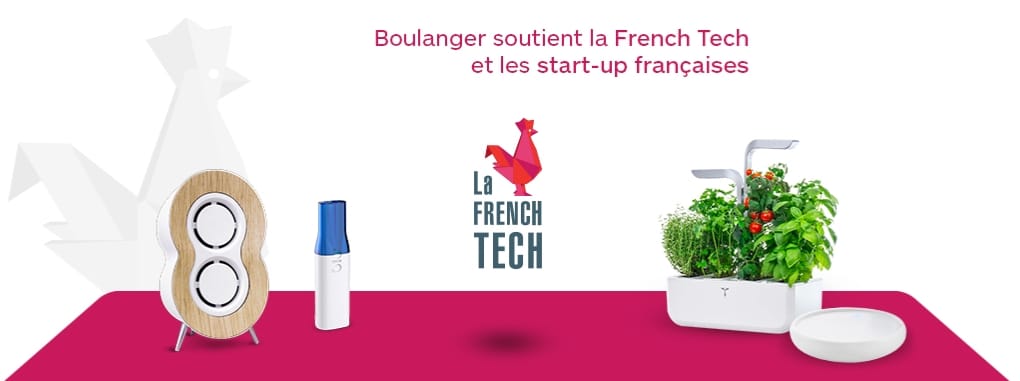 Boulanger soutient la French Tech
et les start-up françaises
La
FRENCH
TECH